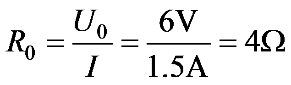 R₀ = U₀/I = 6V/1.5A = 4Ω